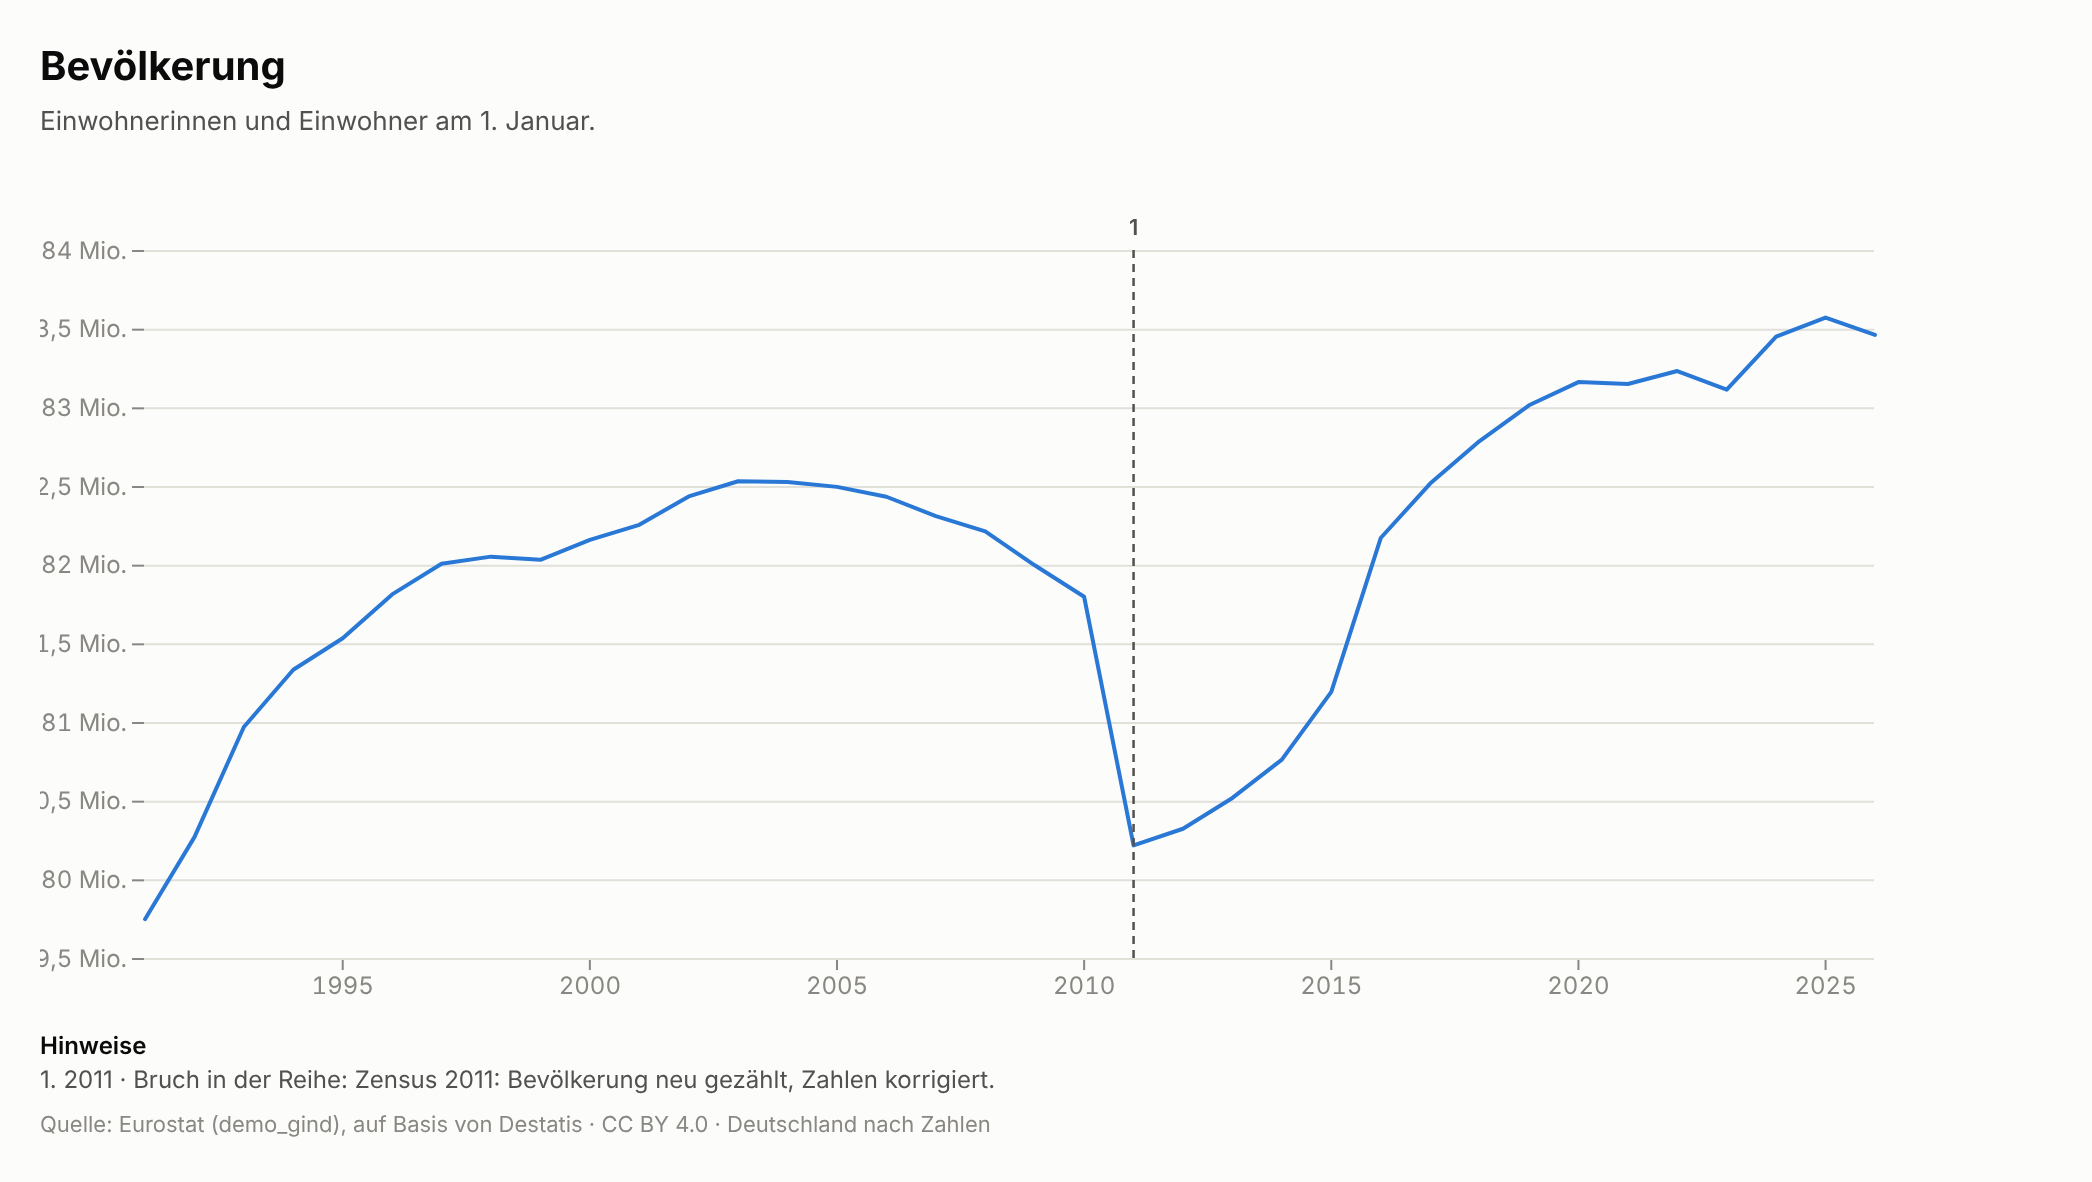 Bevölkerung
Einwohnerinnen und Einwohner am 1. Januar.
1
84 Mio.
3,5 Mio.
83 Mio.
2,5 Mio.
82 Mio.
1,5 Mio.
81 Mio.
0,5 Mio.
80 Mio.
9,5 Mio.
1995 2000 2005 2010 2015 2020 2025
Hinweise
1. 2011 · Bruch in der Reihe: Zensus 2011: Bevölkerung neu gezählt, Zahlen korrigiert.
Quelle: Eurostat (demo_gind), auf Basis von Destatis · CC BY 4.0 · Deutschland nach Zahlen